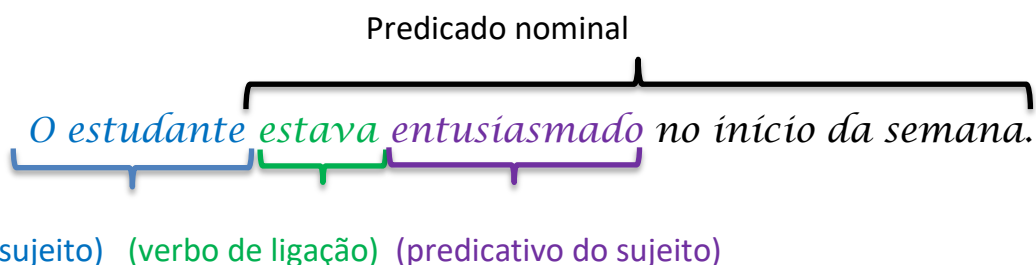 Predicado nominal
O estudante estava entusiasmado no início da semana.
sujeito) (verbo de ligação) (predicativo do sujeito)